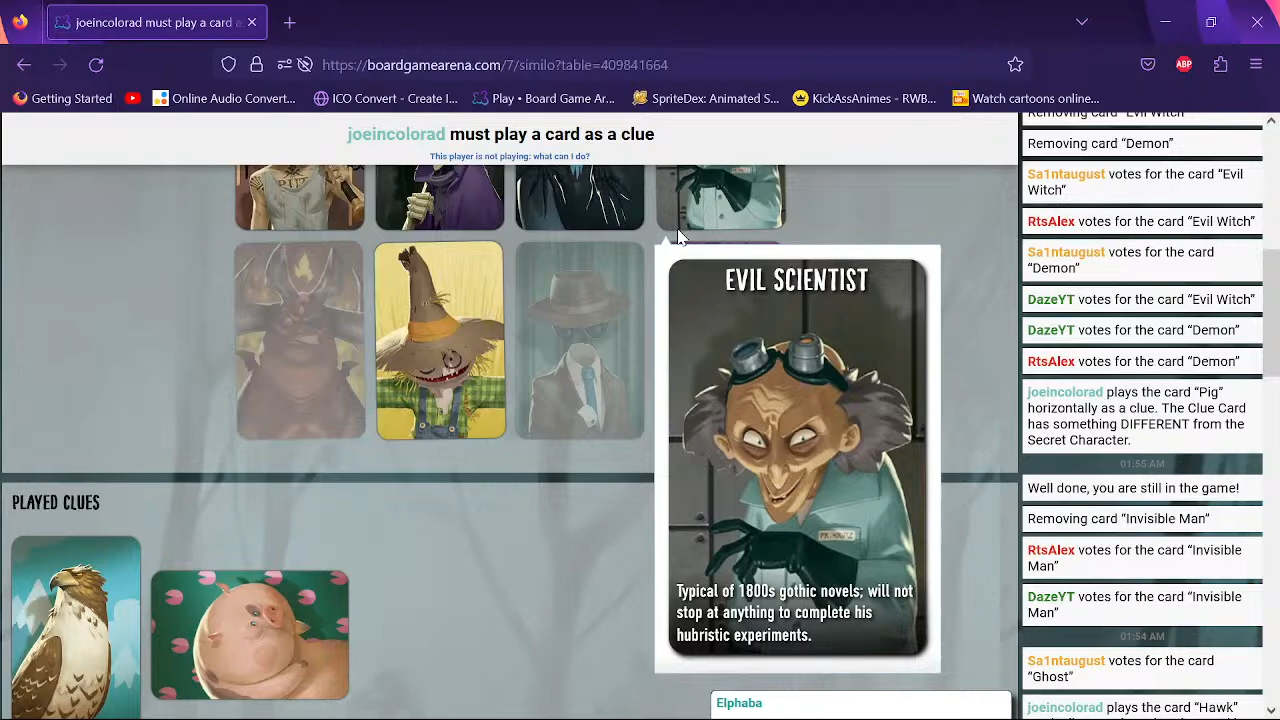 joeincolorad must play a card a
https://boardgamearena.com/7/similo?table=409841664
ABP
Getting Started
Online Audio Convert...
ICO Convert - Create I...
Play - Board Game Ar...
SpriteDex: Animated S...
KickAssAnimes - RWB...
Watch cartoons online...
joeincolorad must play a card as a clue
This player is not playing: what can I do?
EVIL SCIENTIST
Typical of 1800s gothic novels; will not
stop at anything to complete his
hubristic experiments.
PLAYED CLUES
Elphaba
Removing card “Evil Witch”
Removing card “Demon”
Sa1ntaugust votes for the card “Evil
Witch”
RtsAlex votes for the card “Evil Witch”
Sa1ntaugust votes for the card
“Demon”
DazeYT votes for the card “Evil Witch”
DazeYT votes for the card “Demon”
RtsAlex votes for the card “Demon”
joeincolorad plays the card “Pig”
horizontally as a clue. The Clue Card
has something DIFFERENT from the
Secret Character.
01:55 AM
Well done, you are still in the game!
Removing card “Invisible Man”
RtsAlex votes for the card “Invisible
Man”
DazeYT votes for the card “Invisible
Man”
01:54 AM
Sa1ntaugust votes for the card
“Ghost”
joeincolorad plays the card “Hawk”